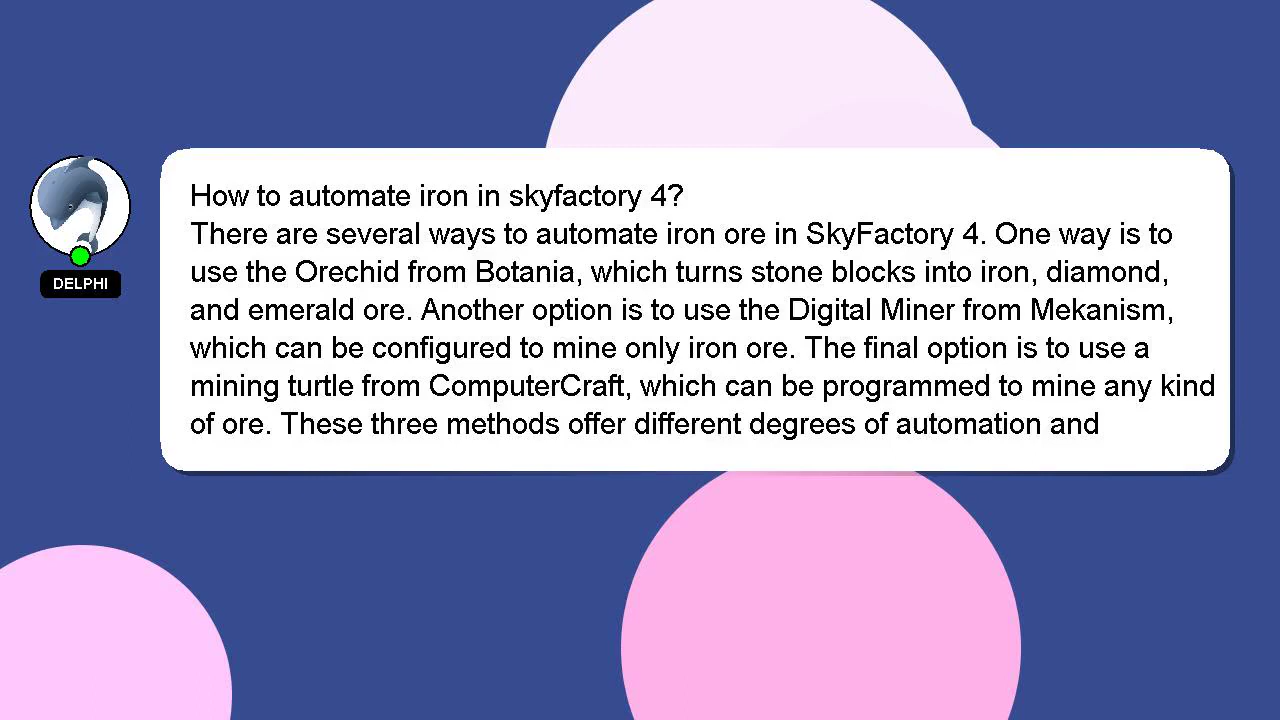 How to automate iron in skyfactory 4?
There are several ways to automate iron ore in SkyFactory 4. One way is to
use the Orechid from Botania, which turns stone blocks into iron, diamond,
and emerald ore. Another option is to use the Digital Miner from Mekanism,
which can be configured to mine only iron ore. The final option is to use a
mining turtle from ComputerCraft, which can be programmed to mine any kind
of ore. These three methods offer different degrees of automation and
DELPHI